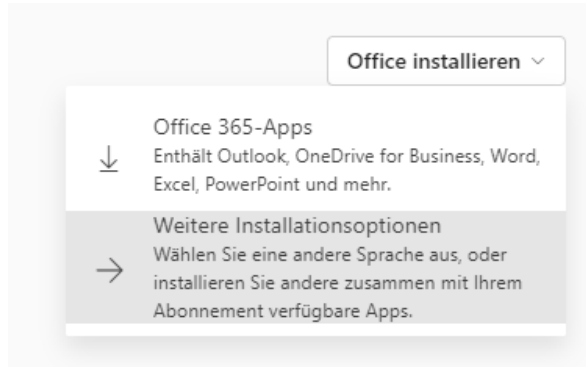 Office installieren
Office 365-Apps
Enthält Outlook, OneDrive for Business, Word,
Excel, PowerPoint und mehr.
Weitere Installationsoptionen
Wählen Sie eine andere Sprache aus, oder
installieren Sie andere zusammen mit Ihrem
Abonnement verfügbare Apps.